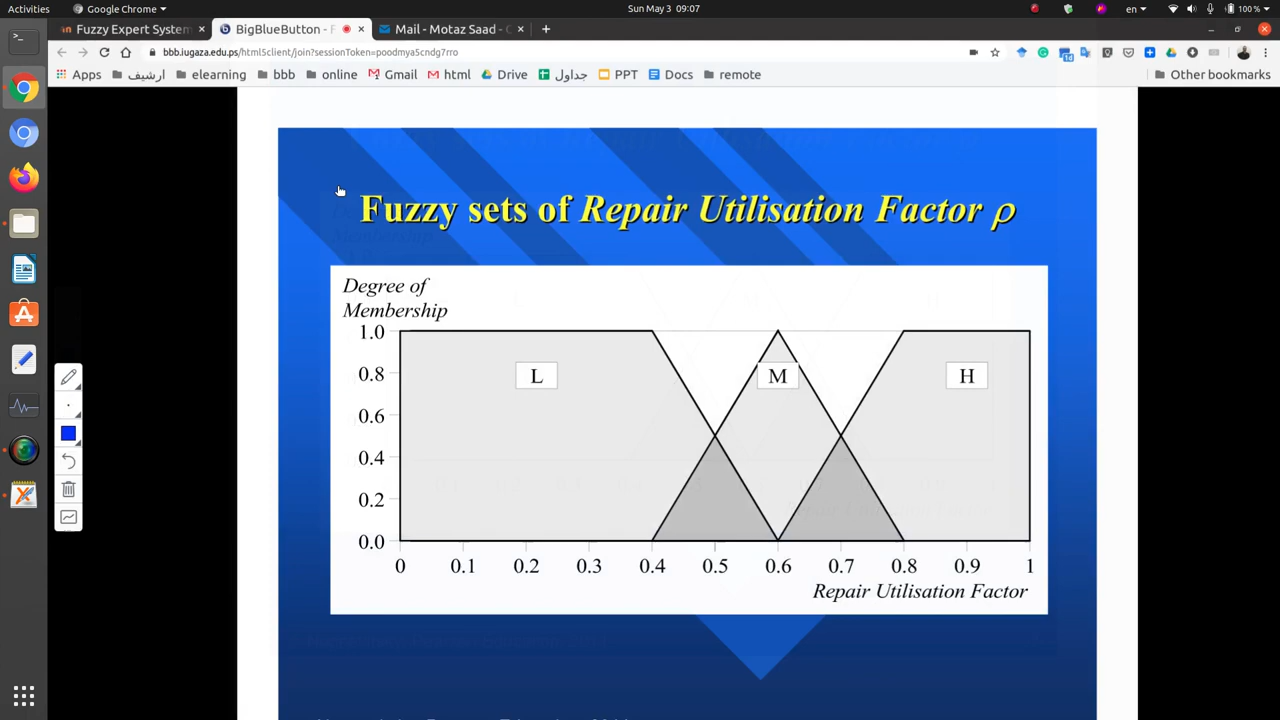 Activities
Google Chrome
Sun May 3 09:07
en
100 %
Fuzzy Expert System
BigBlueButton - 
Mail - Motaz Saad - 
bbb.iugaza.edu.ps/html5client/join?sessionToken=poodmya5cndg7rro
Apps
ارشيف
elearning
bbb
online
Gmail
html
Drive
جداول
PPT
Docs
remote
Other bookmarks
Fuzzy sets of Repair Utilisation Factor ρ
Degree of
Membership
1.0
0.8
0.6
0.4
0.2
0.0
L
M
H
0 0.1 0.2 0.3 0.4 0.5 0.6 0.7 0.8 0.9 1
Repair Utilisation Factor